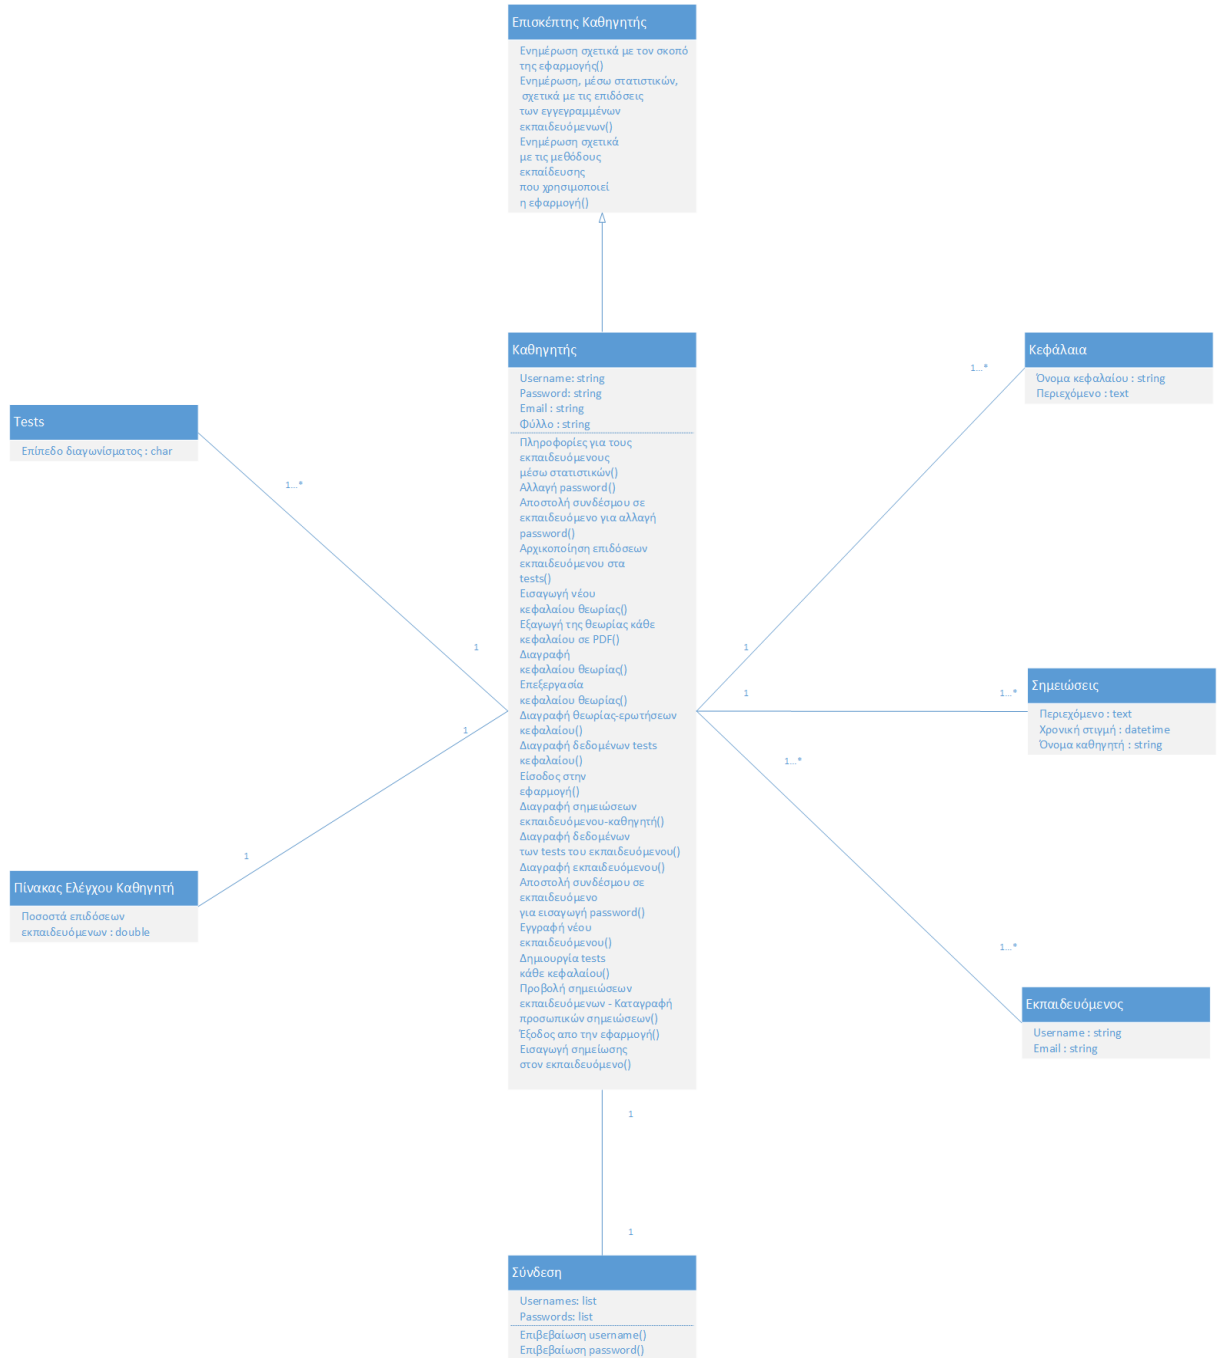 Επισκέπτης Καθηγητής
Ενημέρωση σχετικά με τον σκοπό
της εφαρμογής()
Ενημέρωση, μέσω στατιστικών,
σχετικά με τις επιδόσεις
των εγγεγραμμένων
εκπαιδευόμενων()
Ενημέρωση σχετικά
με τις μεθόδους
εκπαίδευσης
που χρησιμοποιεί
η εφαρμογή()
Καθηγητής
Username: string
Password: string
Email : string
Φύλλο : string
Πληροφορίες για τους
εκπαιδευόμενους
μέσω στατιστικών()
Αλλαγή password()
Αποστολή συνδέσμου σε
εκπαιδευόμενο για αλλαγή
password()
Αρχικοποίηση επιδόσεων
εκπαιδευόμενου στα
tests()
Εισαγωγή νέου
κεφαλαίου θεωρίας()
Εξαγωγή της θεωρίας κάθε
κεφαλαίου σε PDF()
Διαγραφή
κεφαλαίου θεωρίας()
Επεξεργασία
κεφαλαίου θεωρίας()
Διαγραφή θεωρίας-ερωτήσεων
κεφαλαίου()
Διαγραφή δεδομένων tests
κεφαλαίου()
Είσοδος στην
εφαρμογή()
Διαγραφή σημειώσεων
εκπαιδευόμενου-καθηγητή()
Διαγραφή δεδομένων
των tests του εκπαιδευόμενου()
Διαγραφή εκπαιδευόμενου()
Αποστολή συνδέσμου σε
εκπαιδευόμενο
για εισαγωγή password()
Εγγραφή νέου
εκπαιδευόμενου()
Δημιουργία tests
κάθε κεφαλαίου()
Προβολή σημειώσεων
εκπαιδευόμενων - Καταγραφή
προσωπικών σημειώσεων()
Έξοδος απο την εφαρμογή()
Εισαγωγή σημείωσης
στον εκπαιδευόμενο()
Κεφάλαια
Όνομα κεφαλαίου : string
Περιεχόμενο : text
1...*
1
Tests
Επίπεδο διαγωνίσματος : char
1...*
1
Σημειώσεις
Περιεχόμενο : text
Χρονική στιγμή : datetime
Όνομα καθηγητή : string
1
1...*
Πίνακας Ελέγχου Καθηγητή
Ποσοστά επιδόσεων
εκπαιδευόμενων : double
1
1
Εκπαιδευόμενος
Username : string
Email : string
1...*
1...*
1
1
Σύνδεση
Usernames: list
Passwords: list
Επιβεβαίωση username()
Επιβεβαίωση password()